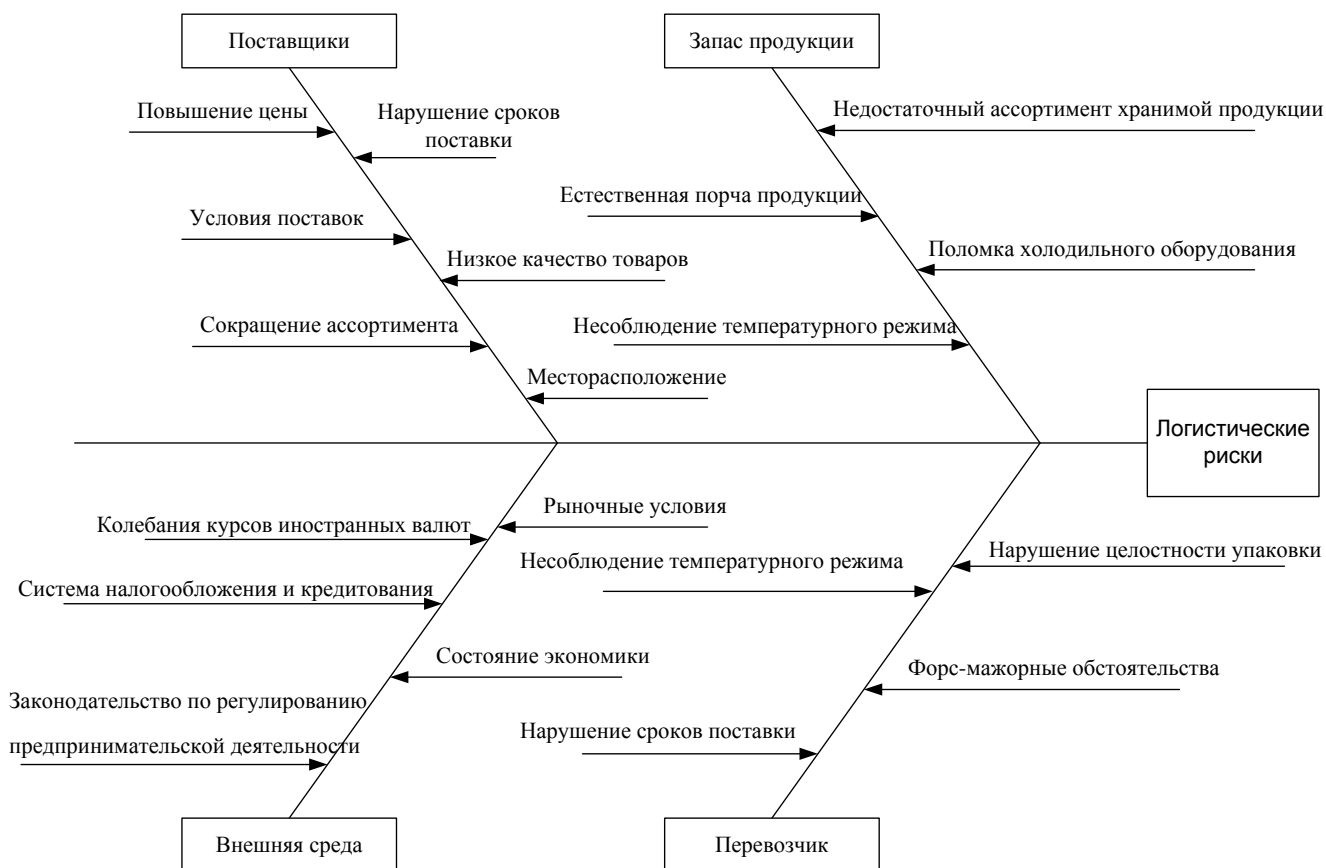 Поставщики
Запас продукции
Повышение цены
Нарушение сроков
поставки
Недостаточный ассортимент хранимой продукции
Естественная порча продукции
Условия поставок
Низкое качество товаров
Поломка холодильного оборудования
Сокращение ассортимента
Несоблюдение температурного режима
Месторасположение
Логистические
риски
Рыночные условия
Колебания курсов иностранных валют
Несоблюдение температурного режима
Нарушение целостности упаковки
Система налогообложения и кредитования
Состояние экономики
Форс-мажорные обстоятельства
Законодательство по регулированию
предпринимательской деятельности
Нарушение сроков поставки
Внешняя среда
Перевозчик